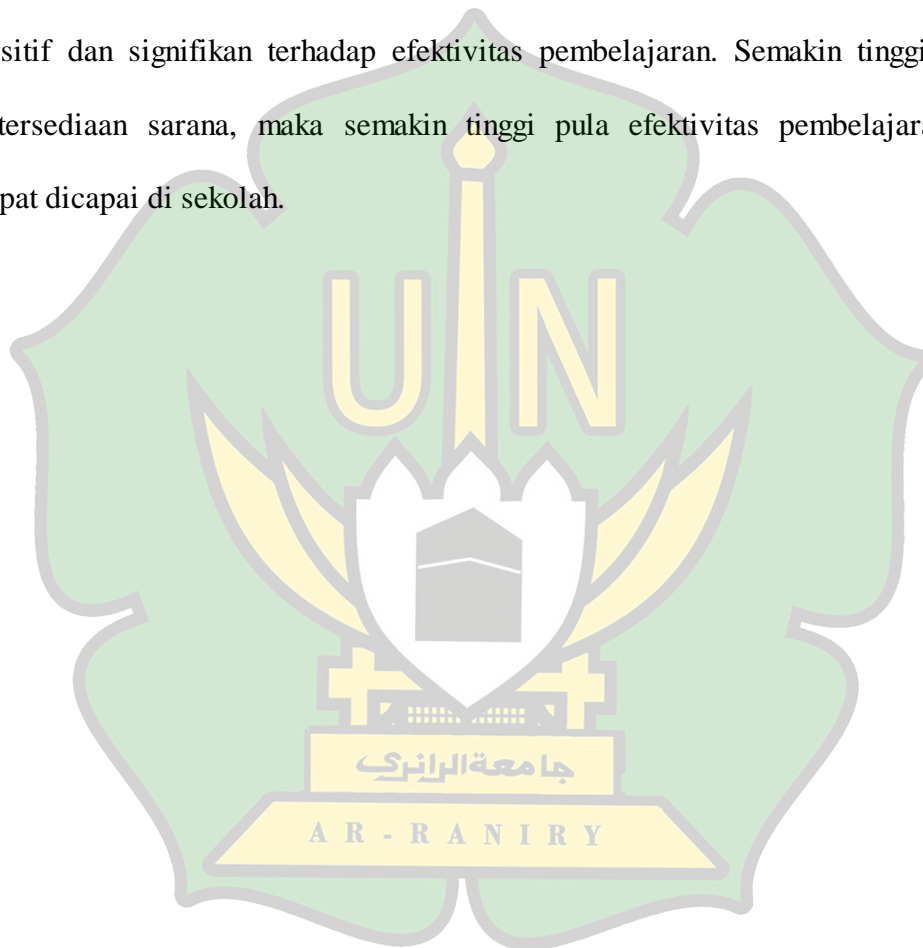 sitif dan signifikan terhadap efektivitas pembelajaran. Semakin tinggi
tersediaan sarana, maka semakin tinggi pula efektivitas pembelajar
pat dicapai di sekolah.
UIN
جامعةالرانري
AR-RANIRY